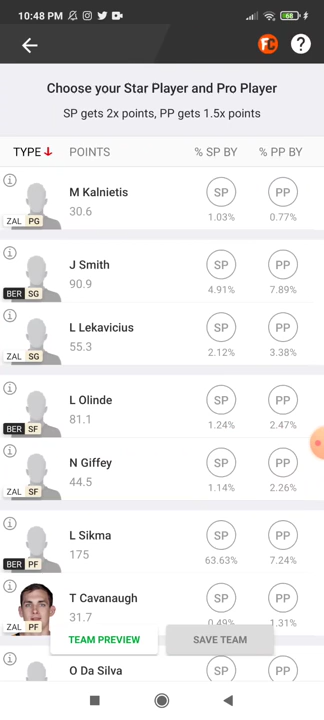 10:48 PM
68
FC
?
Choose your Star Player and Pro Player
SP gets 2x points, PP gets 1.5x points
TYPE POINTS % SP BY % PP BY
i
M Kalnietis SP PP
30.6
ZAL PG 1.03% 0.77%
i
J Smith SP PP
90.9
BER SG 4.91% 7.89%
i
L Lekavicius SP PP
55.3
ZAL SG 2.12% 3.38%
i
L Olinde SP PP
81.1
BER SF 1.24% 2.47%
i
N Giffey SP PP
44.5
ZAL SF 1.14% 2.26%
i
L Sikma SP PP
175
BER PF 63.63% 7.24%
i
T Cavanaugh SP PP
31.7
ZAL PF 0.49% 1.31%
TEAM PREVIEW SAVE TEAM
i
O Da Silva SP PP